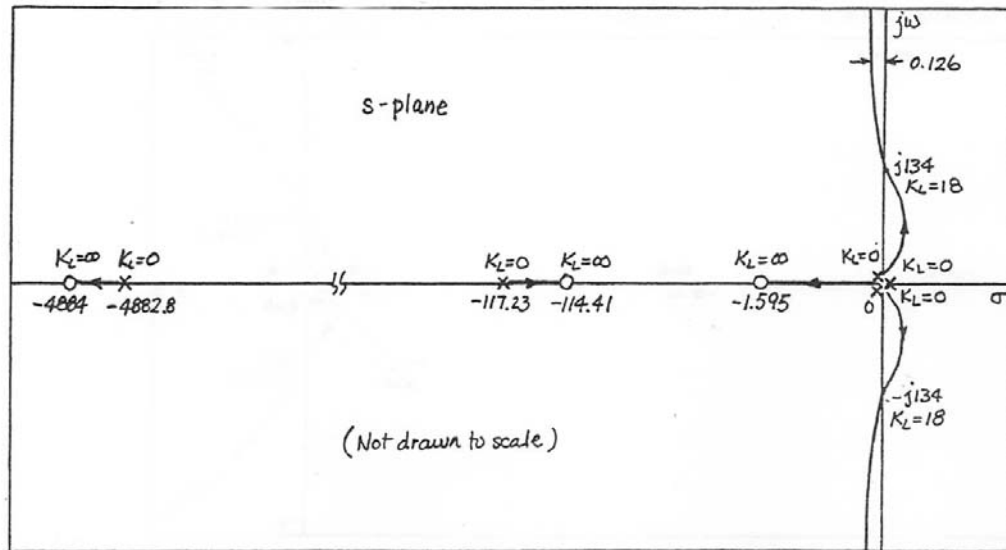 jω
0.126
s-plane
j134
K_L=18
K_L=∞ K_L=0 K_L=0 K_L=∞ K_L=∞ K_L=0 K_L=0
-4884 -4882.8 -117.23 -114.41 -1.595 0 K_L=0 σ
-j134
K_L=18
(Not drawn to scale)